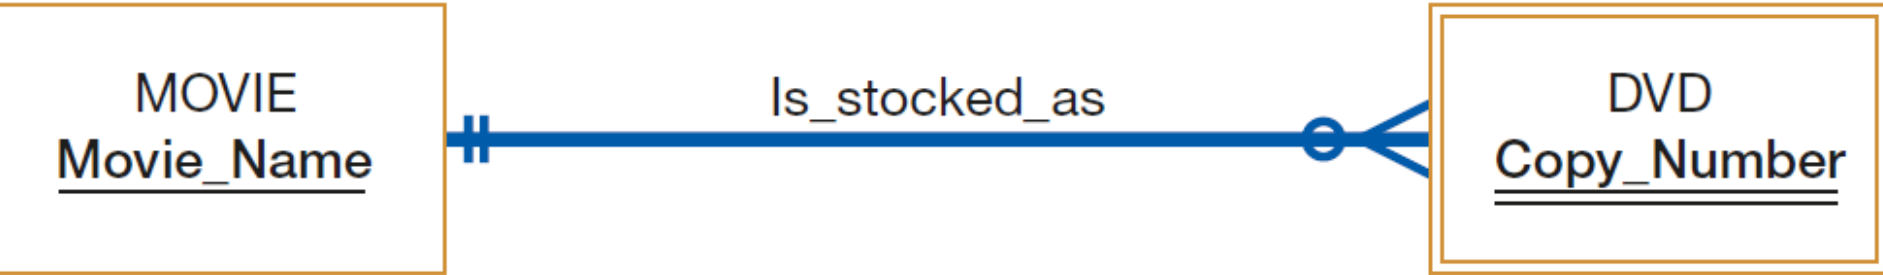 MOVIE
Movie_Name
Is_stocked_as
DVD
Copy_Number